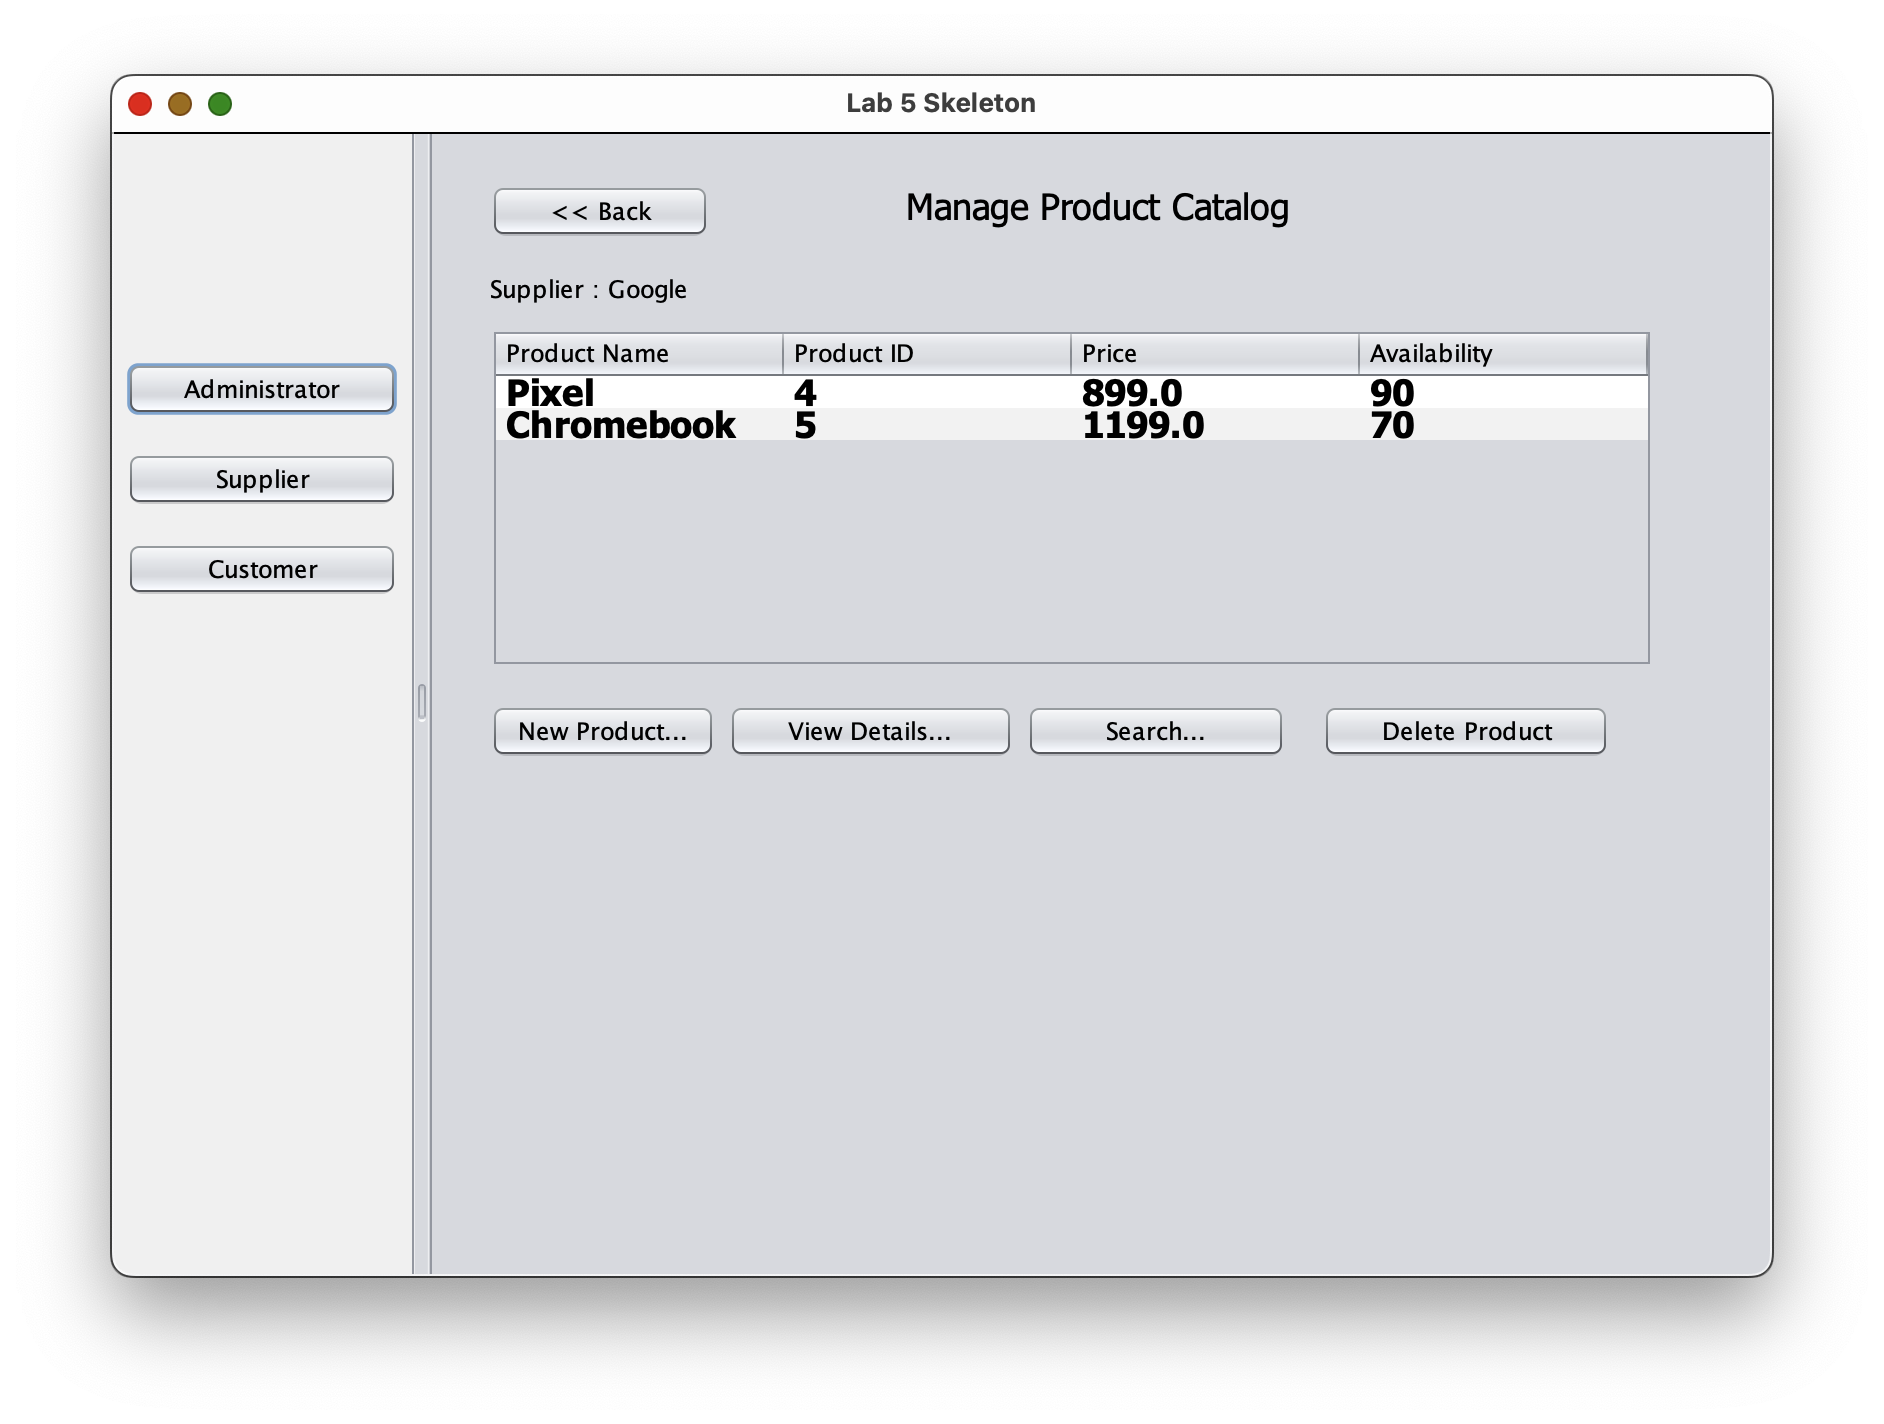 Lab 5 Skeleton
Administrator
Supplier
Customer
<< Back
Manage Product Catalog
Supplier : Google
Product Name Product ID Price Availability
Pixel 4 899.0 90
Chromebook 5 1199.0 70
New Product... View Details... Search... Delete Product